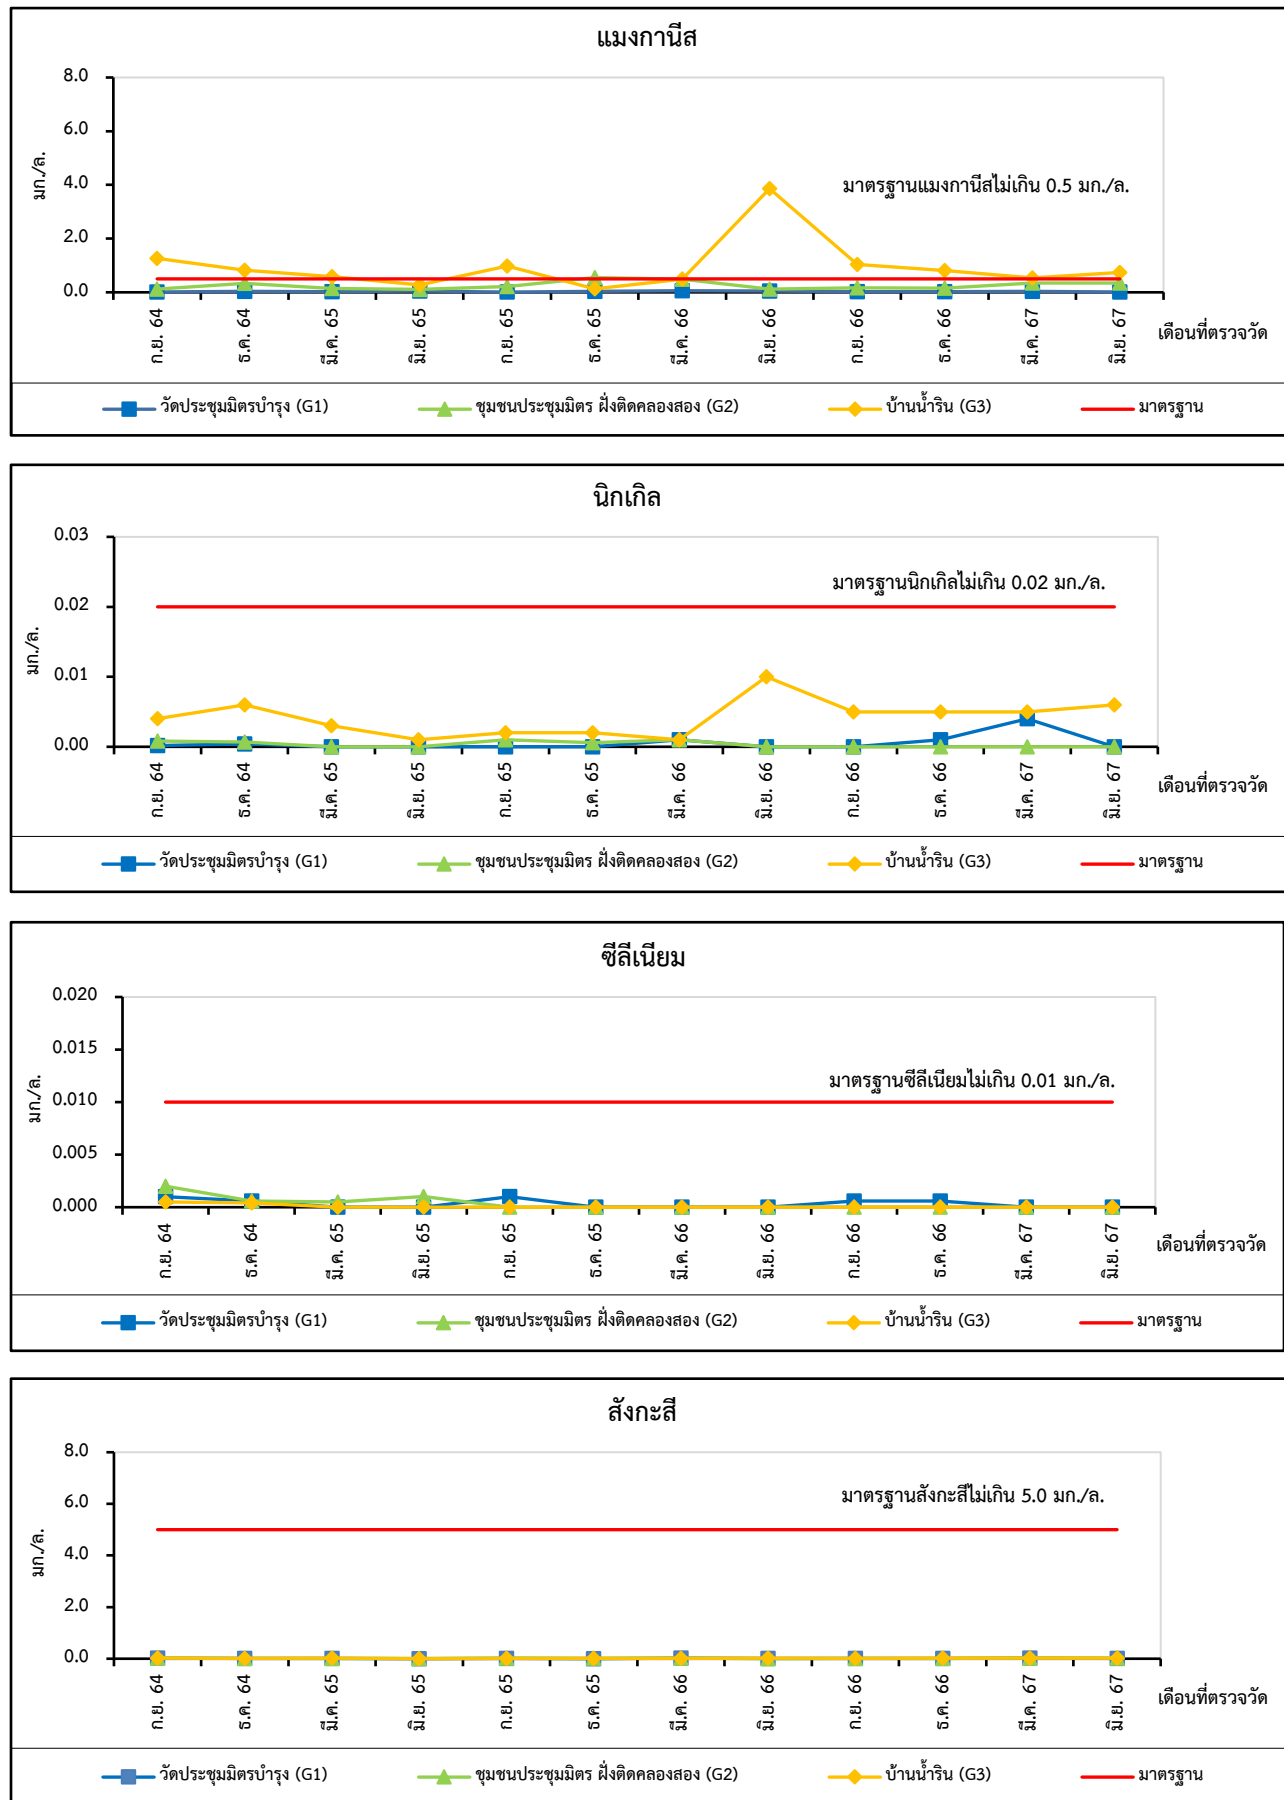 แมงกานีส
8.0
6.0
4.0
2.0
0.0
มก./ล.
มาตรฐานแมงกานีสไม่เกิน 0.5 มก./ล.
ก.ย. 64
ธ.ค. 64
มี.ค. 65
มิ.ย. 65
ก.ย. 65
ธ.ค. 65
มี.ค. 66
มิ.ย. 66
ก.ย. 66
ธ.ค. 66
มี.ค. 67
มิ.ย. 67
เดือนที่ตรวจวัด
วัดประชุมมิตรบำรุง (G1) ชุมชนประชุมมิตร ฝั่งติดคลองสอง (G2) บ้านน้ำริน (G3) มาตรฐาน
นิกเกิล
0.03
0.02
0.01
0.00
มก./ล.
มาตรฐานนิกเกิลไม่เกิน 0.02 มก./ล.
ก.ย. 64
ธ.ค. 64
มี.ค. 65
มิ.ย. 65
ก.ย. 65
ธ.ค. 65
มี.ค. 66
มิ.ย. 66
ก.ย. 66
ธ.ค. 66
มี.ค. 67
มิ.ย. 67
เดือนที่ตรวจวัด
วัดประชุมมิตรบำรุง (G1) ชุมชนประชุมมิตร ฝั่งติดคลองสอง (G2) บ้านน้ำริน (G3) มาตรฐาน
ซีลีเนียม
0.020
0.015
0.010
0.005
0.000
มก./ล.
มาตรฐานซีลีเนียมไม่เกิน 0.01 มก./ล.
ก.ย. 64
ธ.ค. 64
มี.ค. 65
มิ.ย. 65
ก.ย. 65
ธ.ค. 65
มี.ค. 66
มิ.ย. 66
ก.ย. 66
ธ.ค. 66
มี.ค. 67
มิ.ย. 67
เดือนที่ตรวจวัด
วัดประชุมมิตรบำรุง (G1) ชุมชนประชุมมิตร ฝั่งติดคลองสอง (G2) บ้านน้ำริน (G3) มาตรฐาน
สังกะสี
8.0
6.0
4.0
2.0
0.0
มก./ล.
มาตรฐานสังกะสีไม่เกิน 5.0 มก./ล.
ก.ย. 64
ธ.ค. 64
มี.ค. 65
มิ.ย. 65
ก.ย. 65
ธ.ค. 65
มี.ค. 66
มิ.ย. 66
ก.ย. 66
ธ.ค. 66
มี.ค. 67
มิ.ย. 67
เดือนที่ตรวจวัด
วัดประชุมมิตรบำรุง (G1) ชุมชนประชุมมิตร ฝั่งติดคลองสอง (G2) บ้านน้ำริน (G3) มาตรฐาน